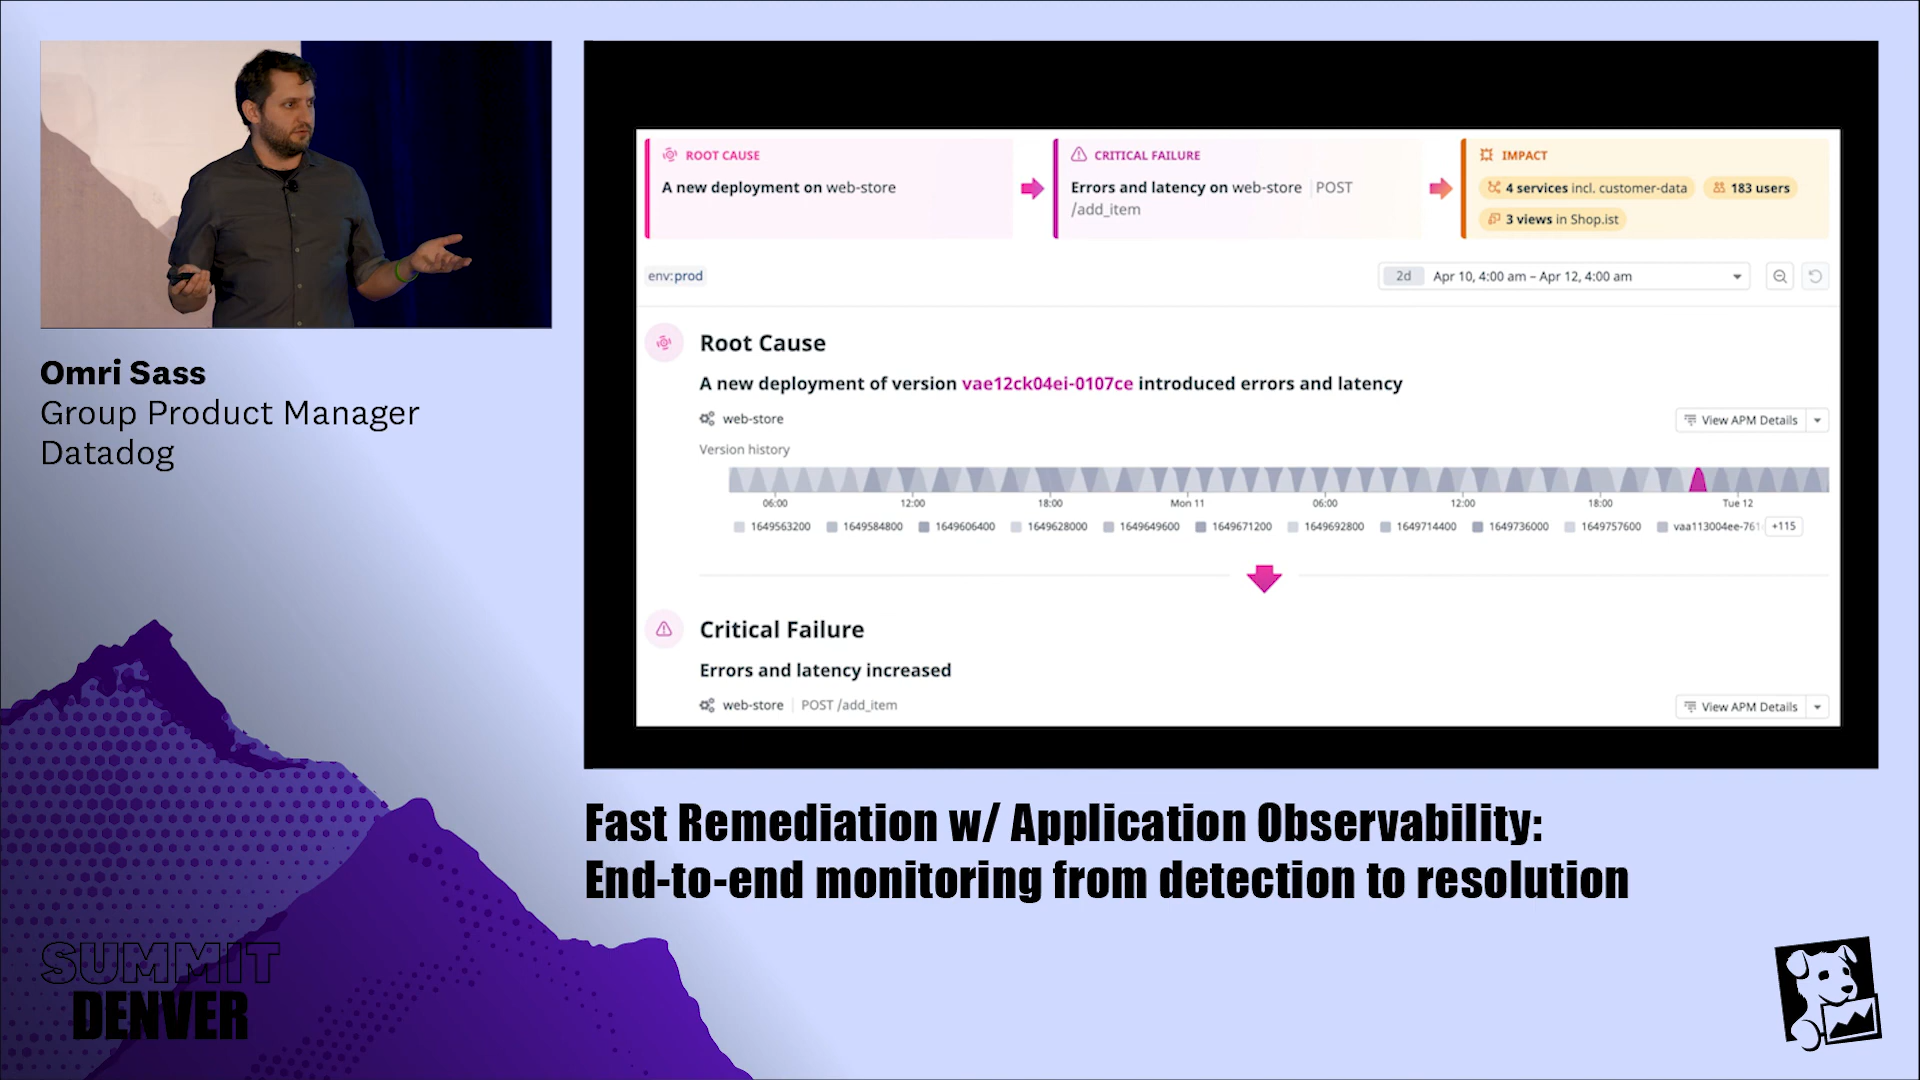 Omri Sass
Group Product Manager
Datadog
ROOT CAUSE
A new deployment on web-store
CRITICAL FAILURE
Errors and latency on web-store POST
/add_item
IMPACT
4 services incl. customer-data
183 users
3 views in Shop.ist
env:prod
2d Apr 10, 4:00 am – Apr 12, 4:00 am
Root Cause
A new deployment of version vae12ck04ei-0107ce introduced errors and latency
web-store
View APM Details
Version history
06:00 12:00 18:00 Mon 11 06:00 12:00 18:00 Tue 12
1649563200 1649584800 1649606400 1649628000 1649649600 1649671200 1649692800 1649714400 1649736000 1649757600 vaa113004ee-761 +115
Critical Failure
Errors and latency increased
web-store POST /add_item
View APM Details
Fast Remediation w/ Application Observability:
End-to-end monitoring from detection to resolution
SUMMIT
DENVER